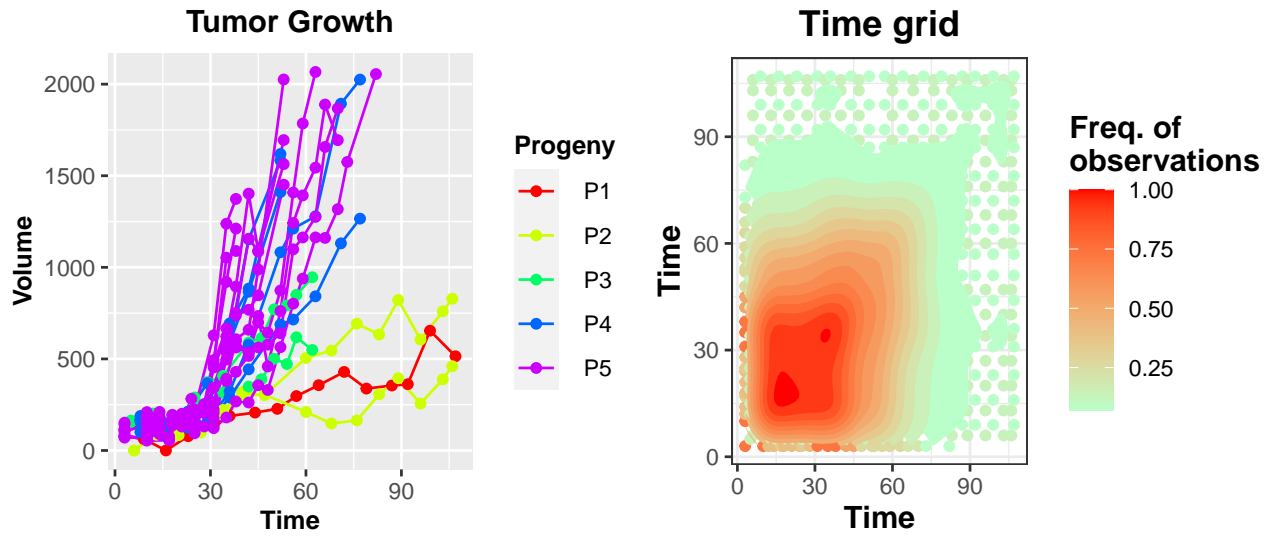 Tumor Growth
2000
1500
1000
500
0
0 30 60 90
Time
Volume
Progeny
P1
P2
P3
P4
P5
Time grid
90
60
30
0
0 30 60 90
Time
Time
Freq. of
observations
1.00
0.75
0.50
0.25